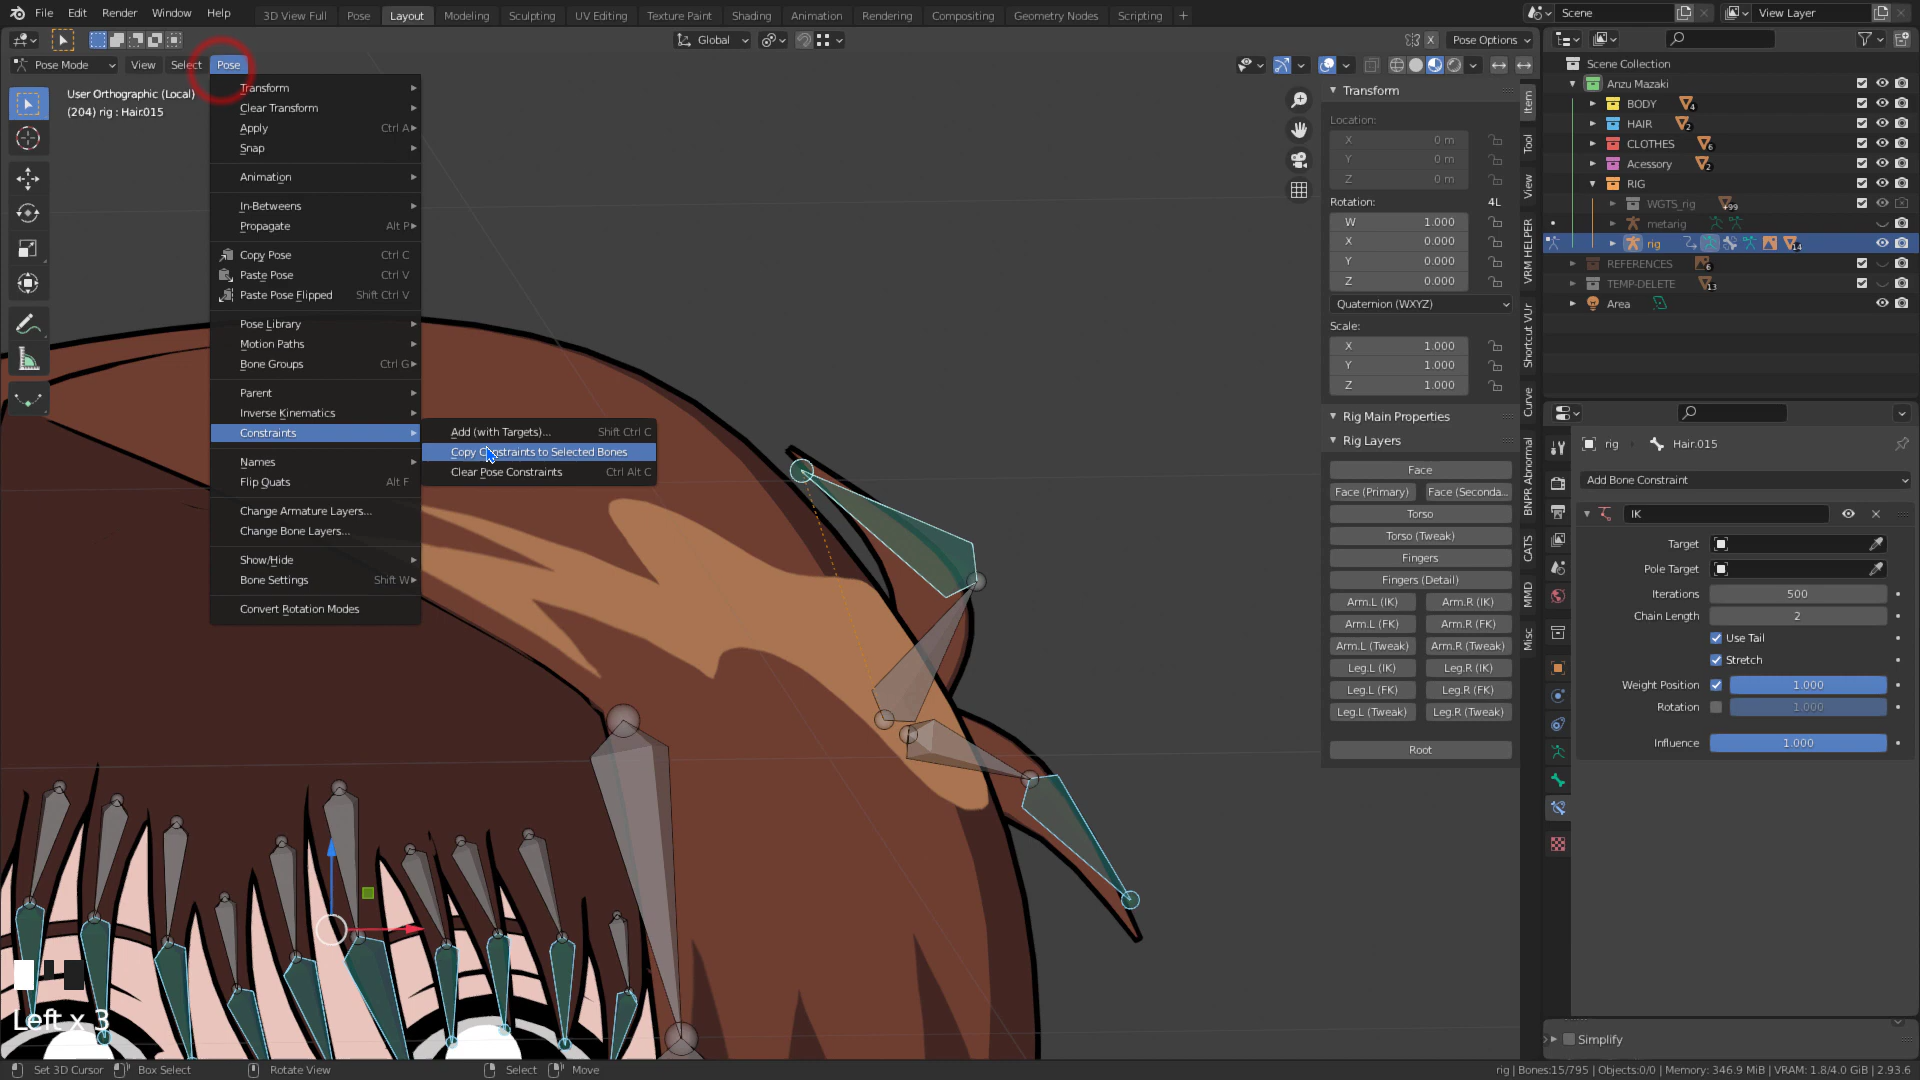 File Edit Render Window Help 3D View Full Pose Layout Modeling Sculpting UV Editing Texture Paint Shading Animation Rendering Compositing Geometry Nodes Scripting + Scene View Layer
Global X Pose Options
Pose Mode View Select Pose
User Orthographic (Local)
(204) rig : Hair.015
Transform
Clear Transform
Apply Ctrl A
Snap
Animation
In-Betweens
Propagate Alt P
Copy Pose Ctrl C
Paste Pose Ctrl V
Paste Pose Flipped Shift Ctrl V
Pose Library
Motion Paths
Bone Groups Ctrl G
Parent
Inverse Kinematics
Constraints
Names
Flip Quats Alt F
Change Armature Layers...
Change Bone Layers...
Show/Hide
Bone Settings Shift W
Convert Rotation Modes
Add (with Targets)... Shift Ctrl C
Copy Constraints to Selected Bones
Clear Pose Constraints Ctrl Alt C
Left x 3
Transform
Location:
X 0 m
Y 0 m
Z 0 m
Rotation: 4L
W 1.000
X 0.000
Y 0.000
Z 0.000
Quaternion (WXYZ)
Scale:
X 1.000
Y 1.000
Z 1.000
Rig Main Properties
Rig Layers
Face
Face (Primary) Face (Seconda...
Torso
Torso (Tweak)
Fingers
Fingers (Detail)
Arm.L (IK) Arm.R (IK)
Arm.L (FK) Arm.R (FK)
Arm.L (Tweak) Arm.R (Tweak)
Leg.L (IK) Leg.R (IK)
Leg.L (FK) Leg.R (FK)
Leg.L (Tweak) Leg.R (Tweak)
Root
Item
Tool
View
VRM HELPER
Shortcut VUr
Curve
BNPR Abnormal
CATS
MMD
Misc
Scene Collection
Anzu Mazaki
BODY 4
HAIR 2
CLOTHES 6
Acessory 2
RIG
WGTS_rig +99
metarig
rig 14
REFERENCES 6
TEMP-DELETE 13
Area
rig Hair.015
Add Bone Constraint
IK
Target
Pole Target
Iterations 500
Chain Length 2
Use Tail
Stretch
Weight Position 1.000
Rotation 1.000
Influence 1.000
Simplify
Set 3D Cursor Box Select Rotate View Select Move rig | Bones:15/795 | Objects:0/0 | Memory: 346.9 MiB | VRAM: 1.8/4.0 GiB | 2.93.6